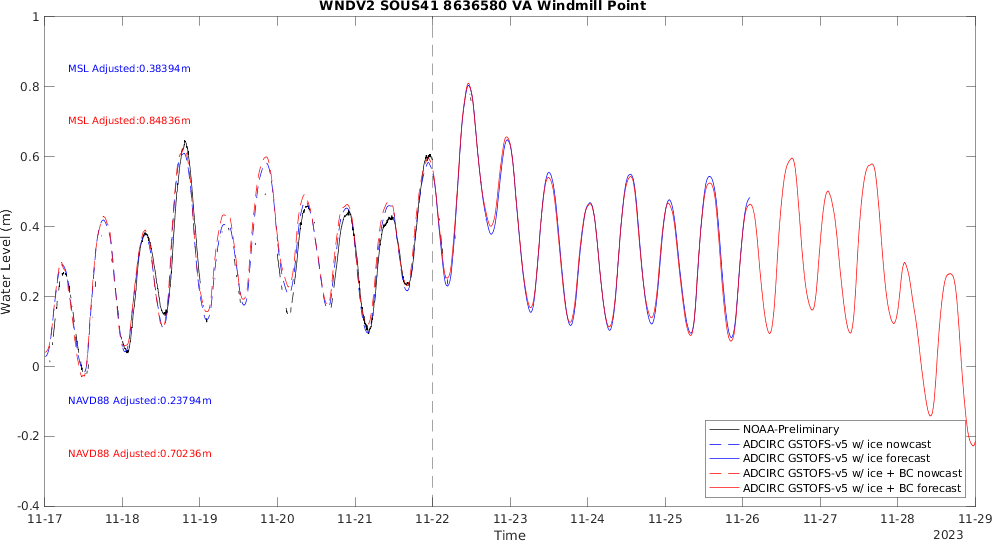 WNDV2 SOUS41 8636580 VA Windmill Point
1
0.8
0.6
0.4
0.2
0
-0.2
-0.4
Water Level (m)
MSL Adjusted:0.38394m
MSL Adjusted:0.84836m
NAVD88 Adjusted:0.23794m
NAVD88 Adjusted:0.70236m
NOAA-Preliminary
ADCIRC GSTOFS-v5 w/ ice nowcast
ADCIRC GSTOFS-v5 w/ ice forecast
ADCIRC GSTOFS-v5 w/ ice + BC nowcast
ADCIRC GSTOFS-v5 w/ ice + BC forecast
11-17 11-18 11-19 11-20 11-21 11-22 11-23 11-24 11-25 11-26 11-27 11-28 11-29
Time
2023